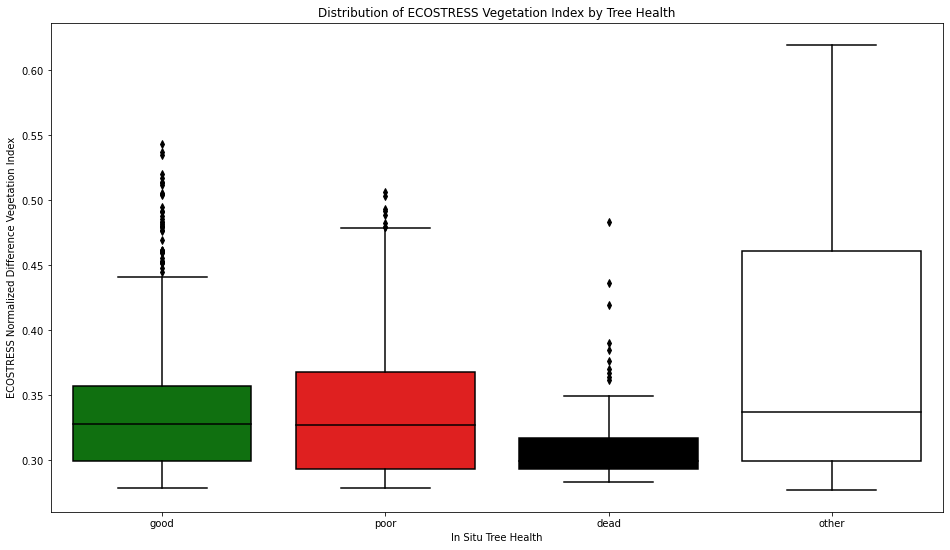 Distribution of ECOSTRESS Vegetation Index by Tree Health
ECOSTRESS Normalized Difference Vegetation Index
0.60
0.55
0.50
0.45
0.40
0.35
0.30
good poor dead other
In Situ Tree Health